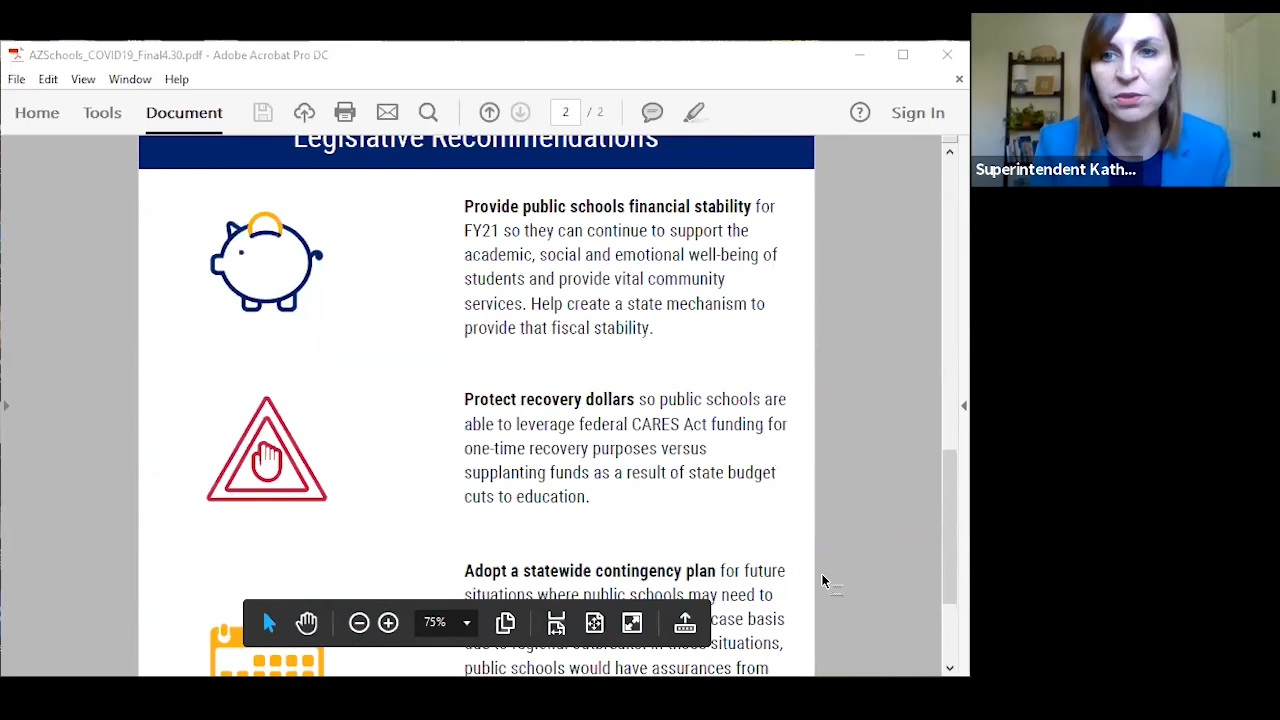 AZSchools_COVID19_Final4.30.pdf - Adobe Acrobat Pro DC
File Edit View Window Help
Home Tools Document 2 / 2 Sign In
Legislative Recommendations
Provide public schools financial stability for
FY21 so they can continue to support the
academic, social and emotional well-being of
students and provide vital community
services. Help create a state mechanism to
provide that fiscal stability.
Protect recovery dollars so public schools are
able to leverage federal CARES Act funding for
one-time recovery purposes versus
supplanting funds as a result of state budget
cuts to education.
Adopt a statewide contingency plan for future
situations where public schools may need to
case basis
situations,
public schools would have assurances from
75%
Superintendent Kath...